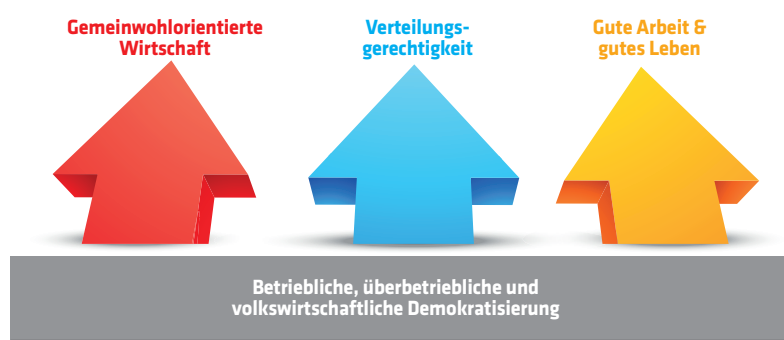 Gemeinwohlorientierte
Wirtschaft
Verteilungs-
gerechtigkeit
Gute Arbeit &
gutes Leben
Betriebliche, überbetriebliche und
volkswirtschaftliche Demokratisierung